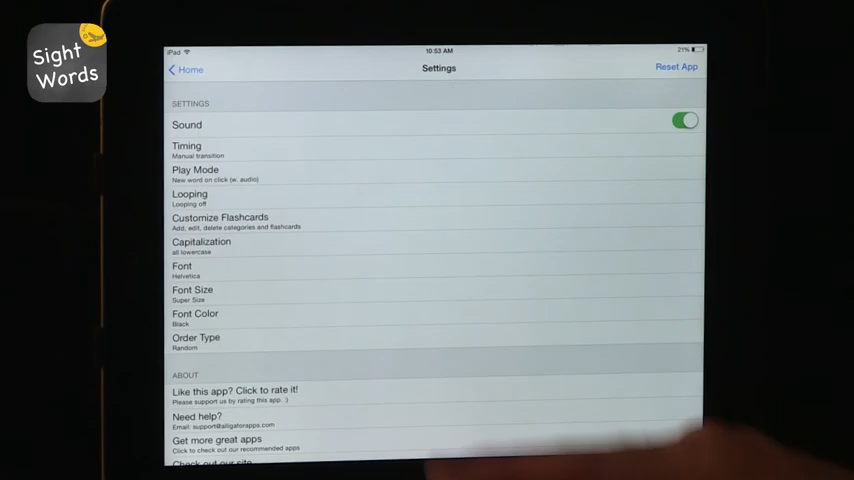 Sight
Words
iPad
10:53 AM
21%
Home
Settings
Reset App
SETTINGS
Sound
Timing
Manual transition
Play Mode
New word on click (w. audio)
Looping
Looping off
Customize Flashcards
Add, edit, delete categories and flashcards
Capitalization
all lowercase
Font
Helvetica
Font Size
Super Size
Font Color
Black
Order Type
Random
ABOUT
Like this app? Click to rate it!
Please support us by rating this app. :)
Need help?
Email: support@alligatorapps.com
Get more great apps
Click to check out our recommended apps
Check out our site